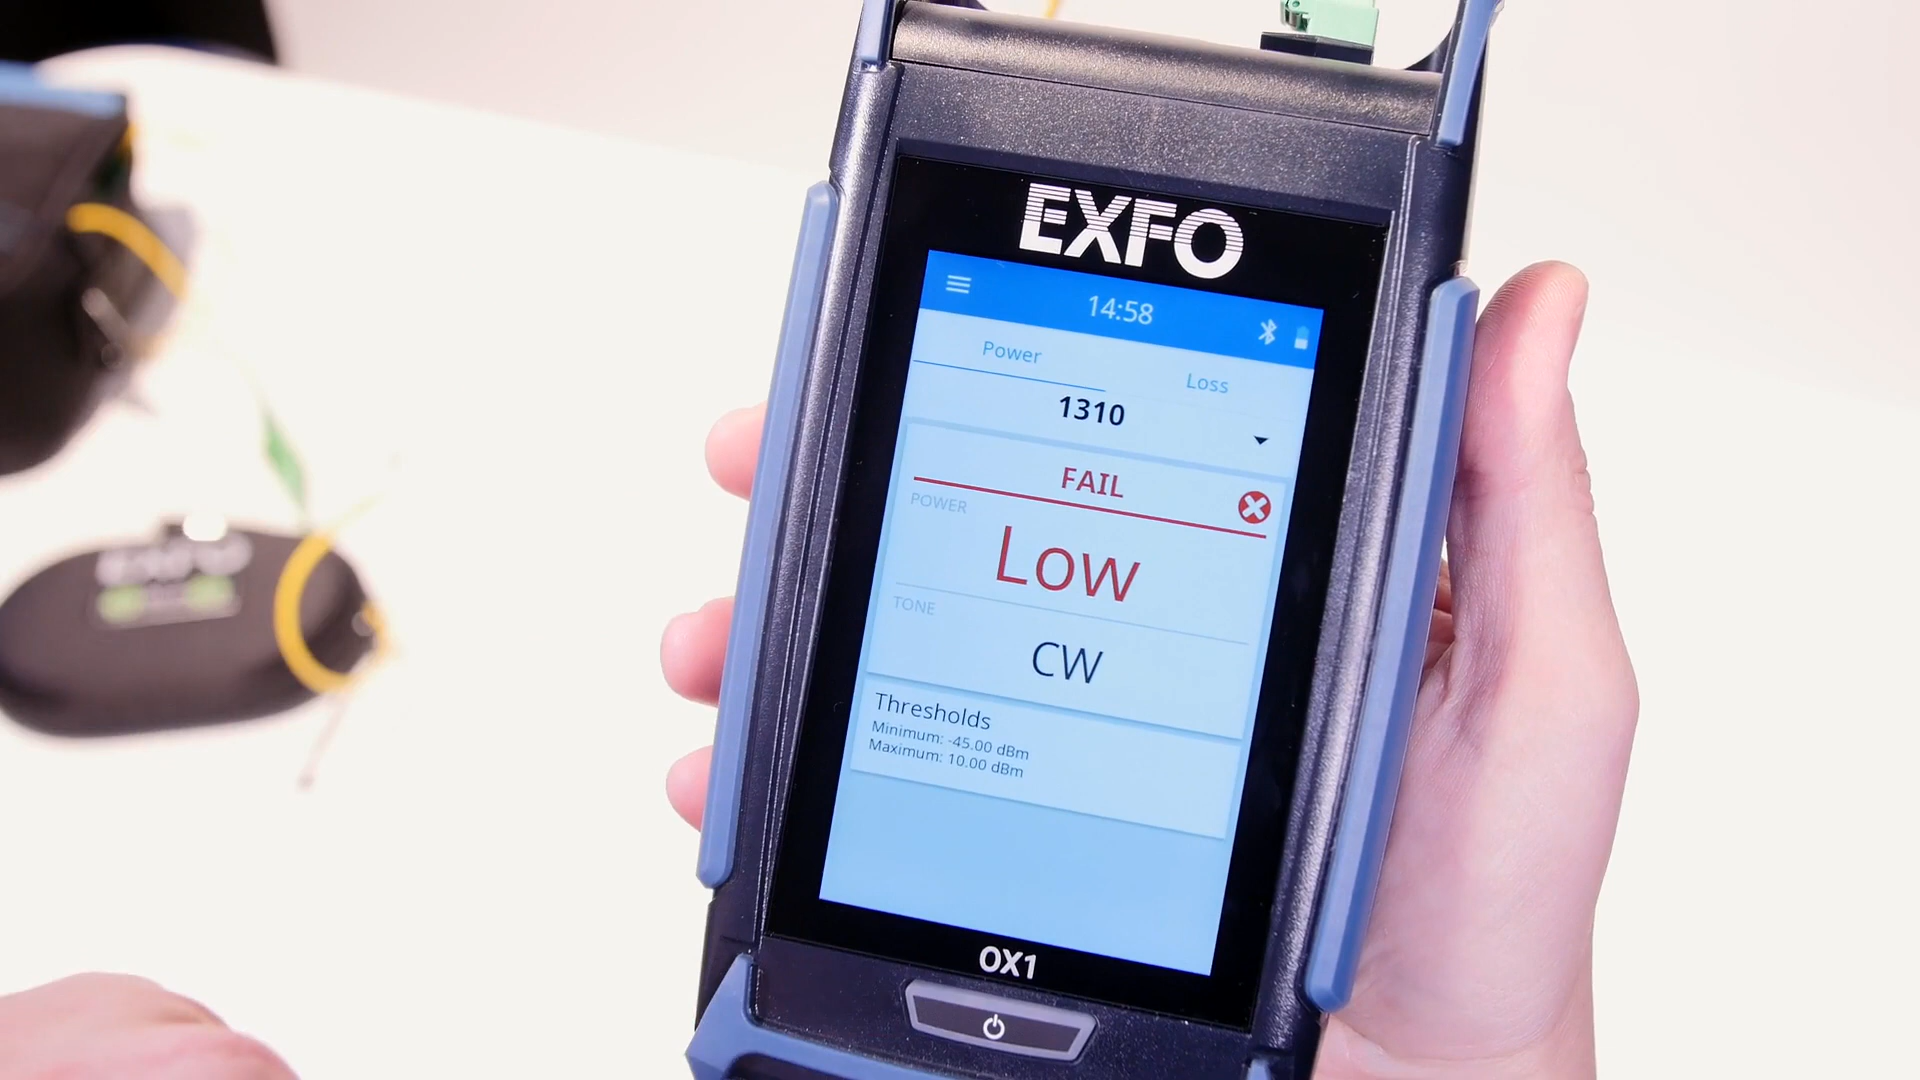 EXFO
14:58
Power
Loss
1310
FAIL
POWER
Low
TONE
CW
Thresholds
Minimum: -45.00 dBm
Maximum: 10.00 dBm
OX1
EXFO